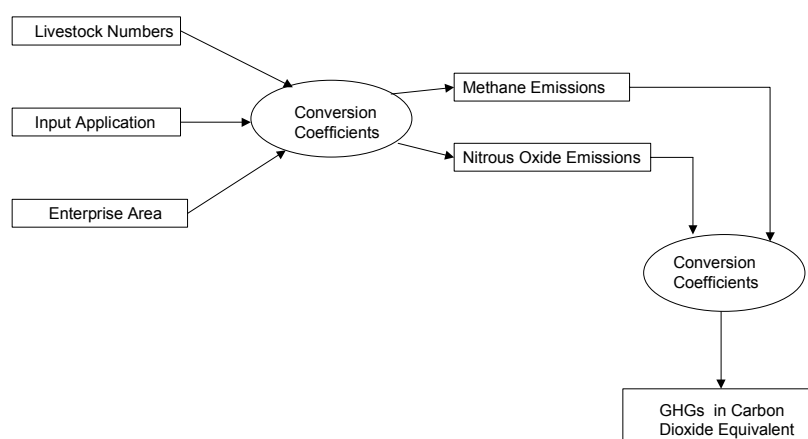 Livestock Numbers
Input Application
Enterprise Area
Conversion
Coefficients
Methane Emissions
Nitrous Oxide Emissions
Conversion
Coefficients
GHGs in Carbon
Dioxide Equivalent